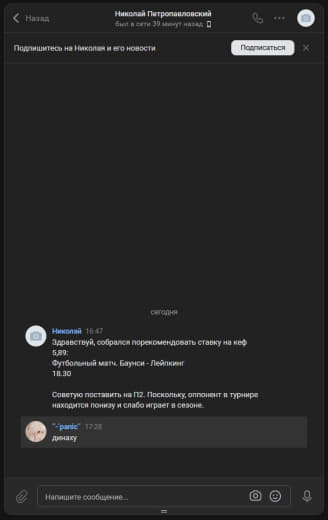 Назад
Николай Петропавловский
был в сети 39 минут назад
Подпишитесь на Николая и его новости
Подписаться
сегодня
Николай 16:47
Здравствуй, собрался порекомендовать ставку на кеф
5,89:
Футбольный матч. Баунси - Лейпкинг
18.30
Советую поставить на П2. Поскольку, оппонент в турнире
находится понизу и слабо играет в сезоне.
"-'panic" 17:28
динаху
Напишите сообщение...